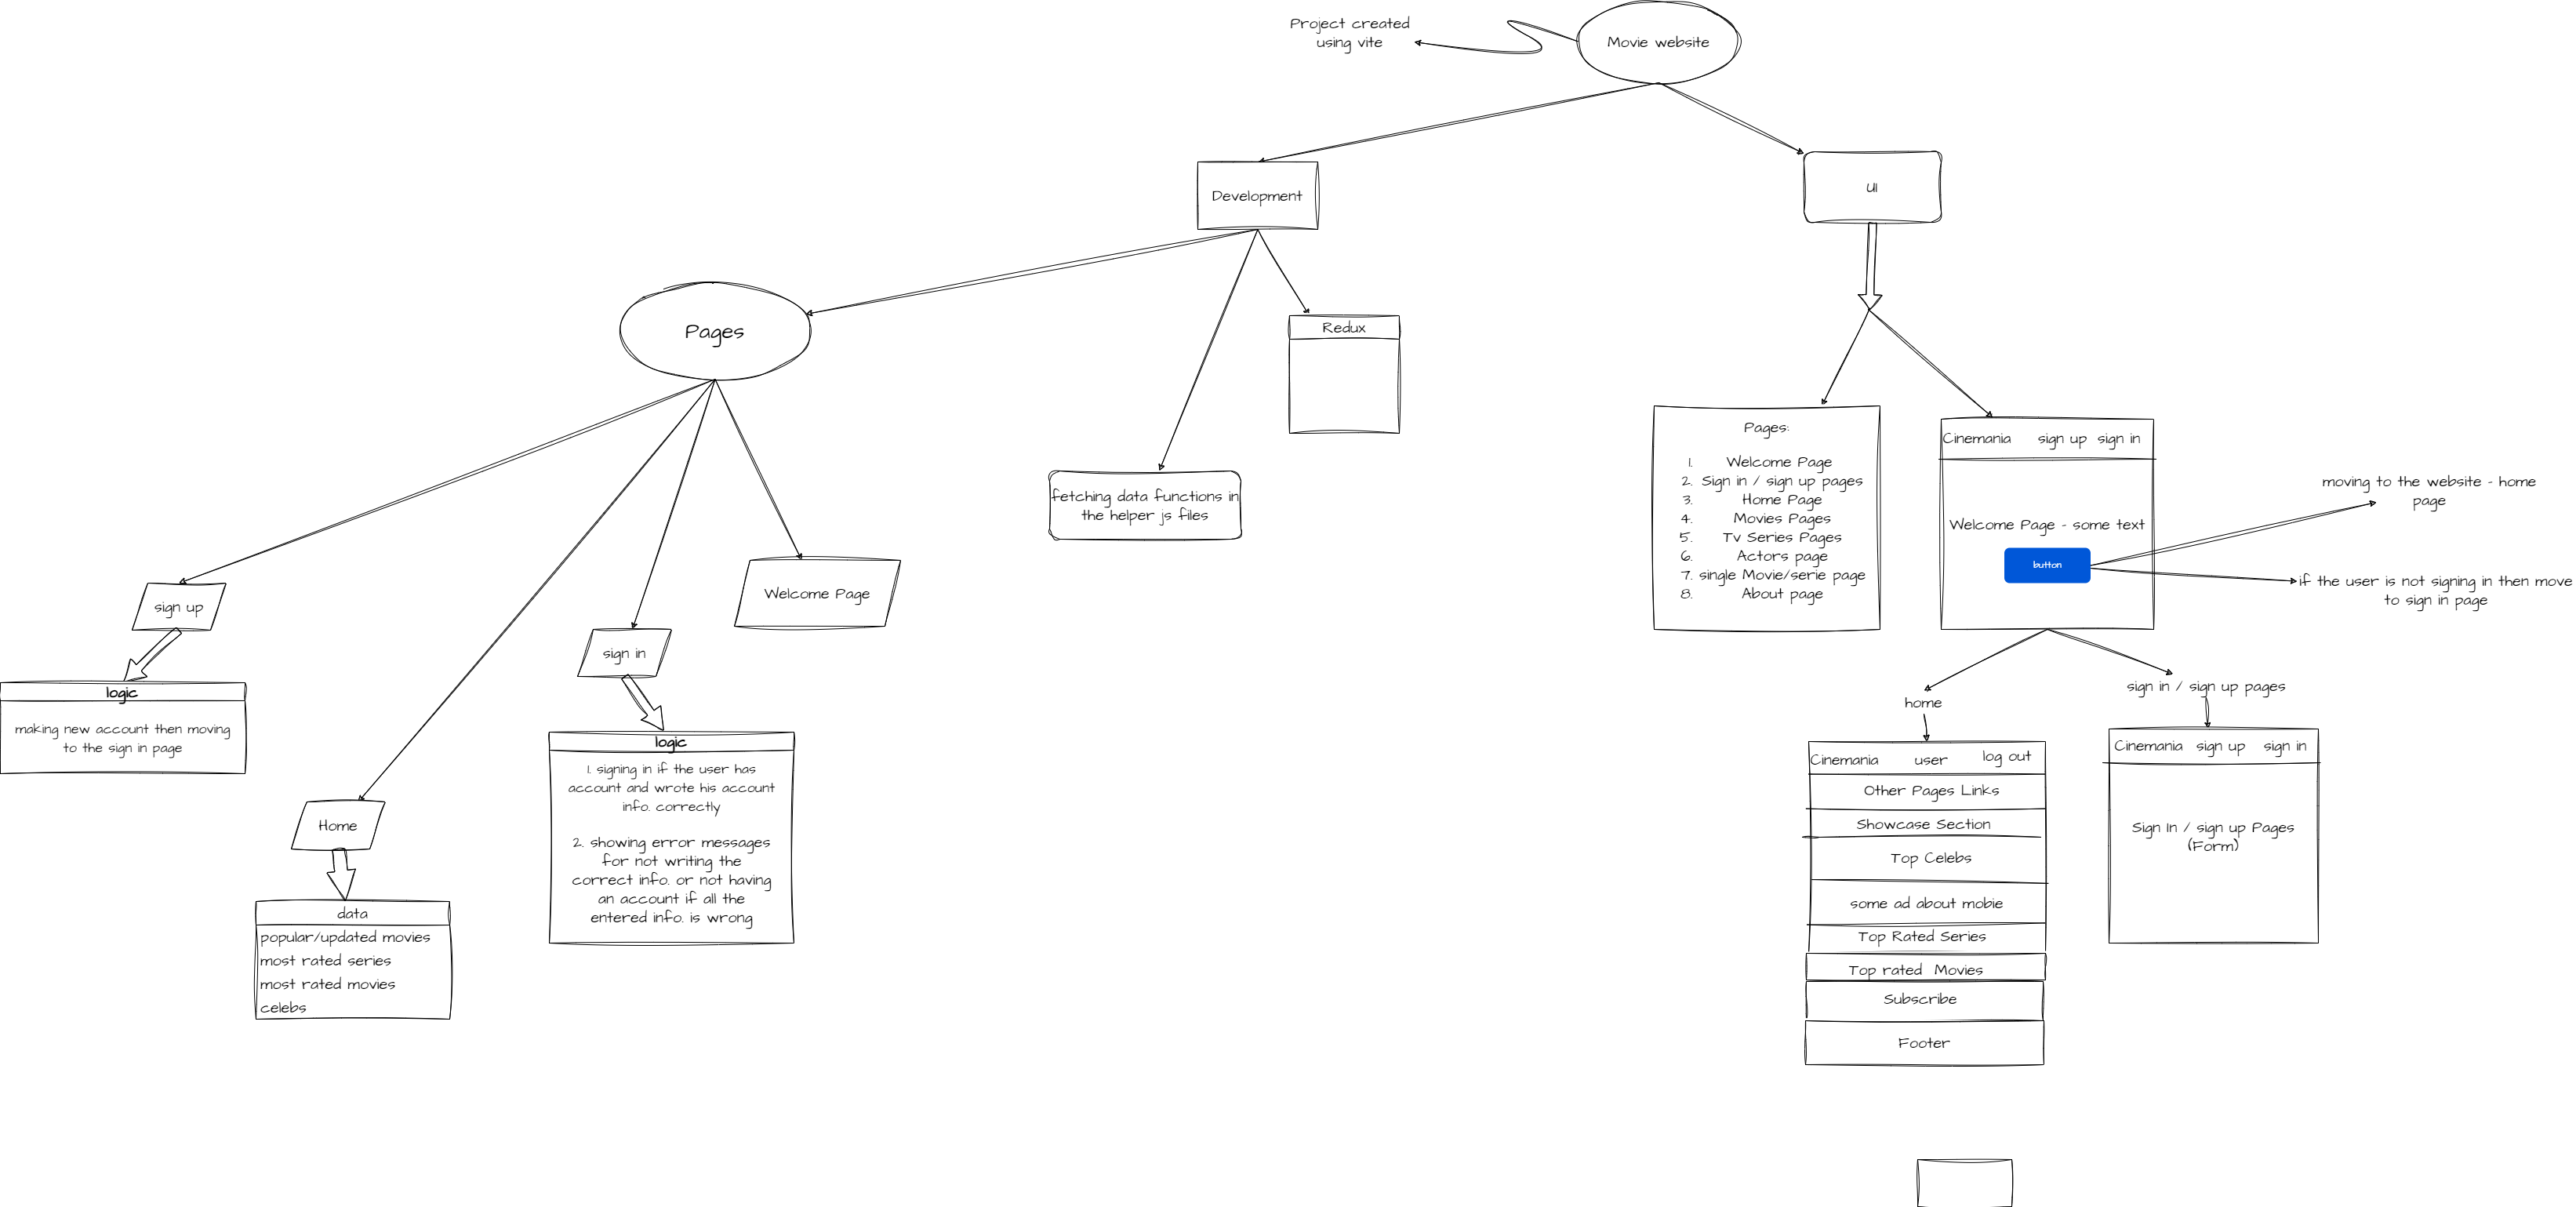 Project created
using vite
Movie website
Development
UI
Pages
Redux
fetching data functions in
the helper js files
sign up
logic
making new account then moving
to the sign in page
Home
data
popular/updated movies
most rated series
most rated movies
celebs
sign in
logic
1. signing in if the user has
account and wrote his account
info. correctly
2. showing error messages
for not writing the
correct info. or not having
an account if all the
entered info. is wrong
Welcome Page
Pages:
1. Welcome Page
2. Sign in / sign up pages
3. Home Page
4. Movies Pages
5. Tv Series Pages
6. Actors page
7. single Movie/serie page
8. About page
Cinemania sign up sign in
Welcome Page - some text
button
moving to the website - home
page
if the user is not signing in then move
to sign in page
home
Cinemania user log out
Other Pages Links
Showcase Section
Top Celebs
some ad about mobie
Top Rated Series
Top rated Movies
Subscribe
Footer
sign in / sign up pages
Cinemania sign up sign in
Sign In / sign up Pages
(Form)